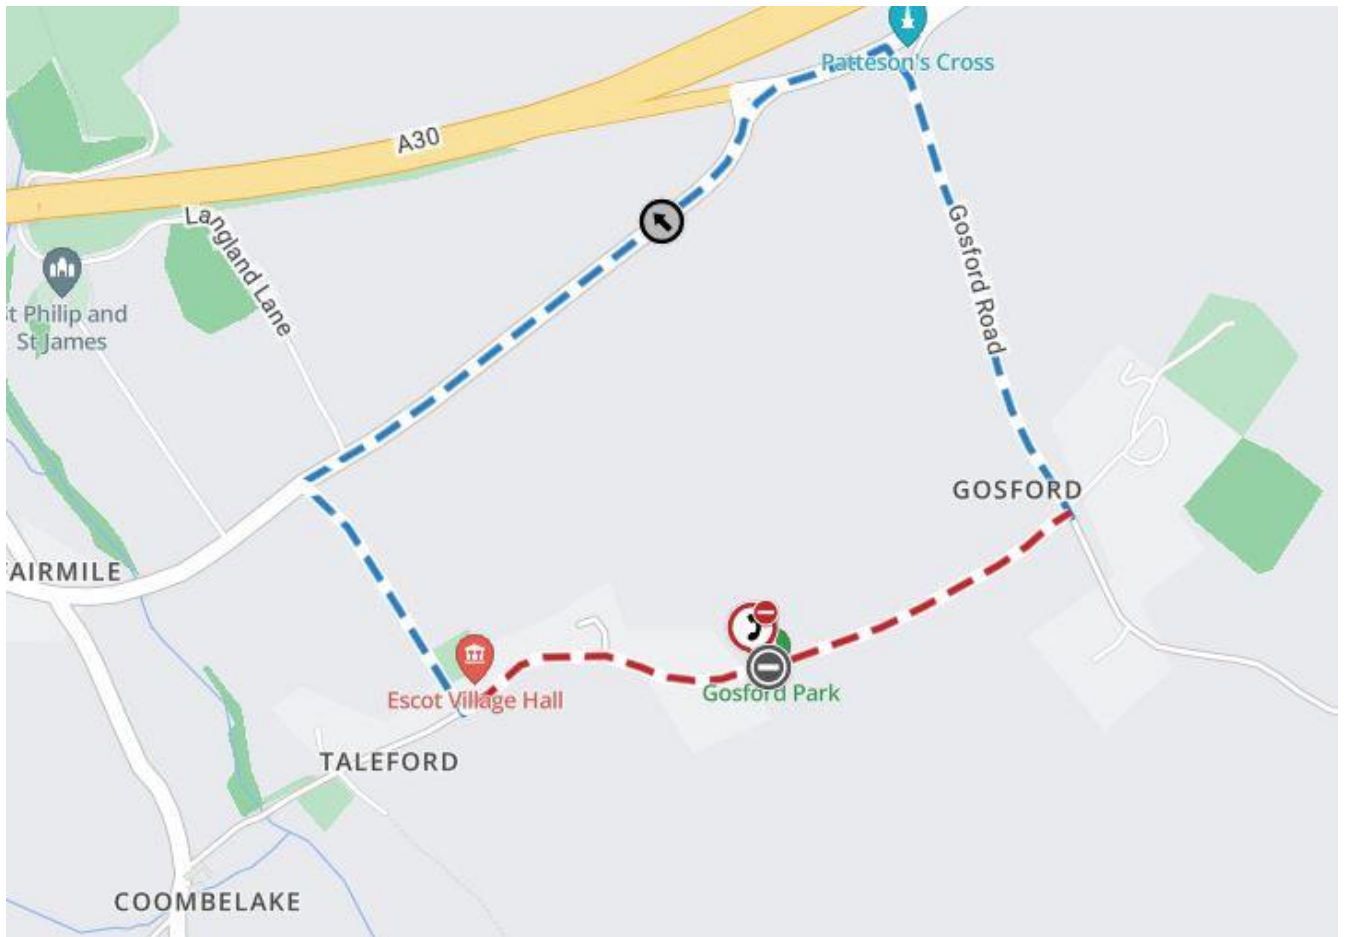 Patteson's Cross
A30
Langland Lane
Gosford Road
t Philip and
St James
GOSFORD
AIRMILE
Escot Village Hall
Gosford Park
TALEFORD
COOMBELAKE